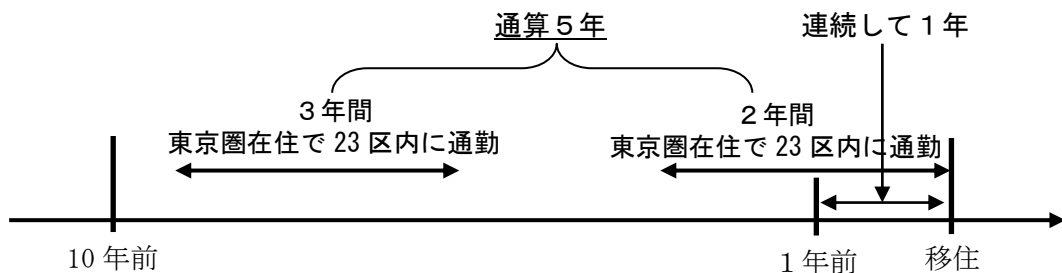 通算５年
連続して１年
３年間
東京圏在住で 23 区内に通勤
２年間
東京圏在住で 23 区内に通勤
10 年前
１年前
移住